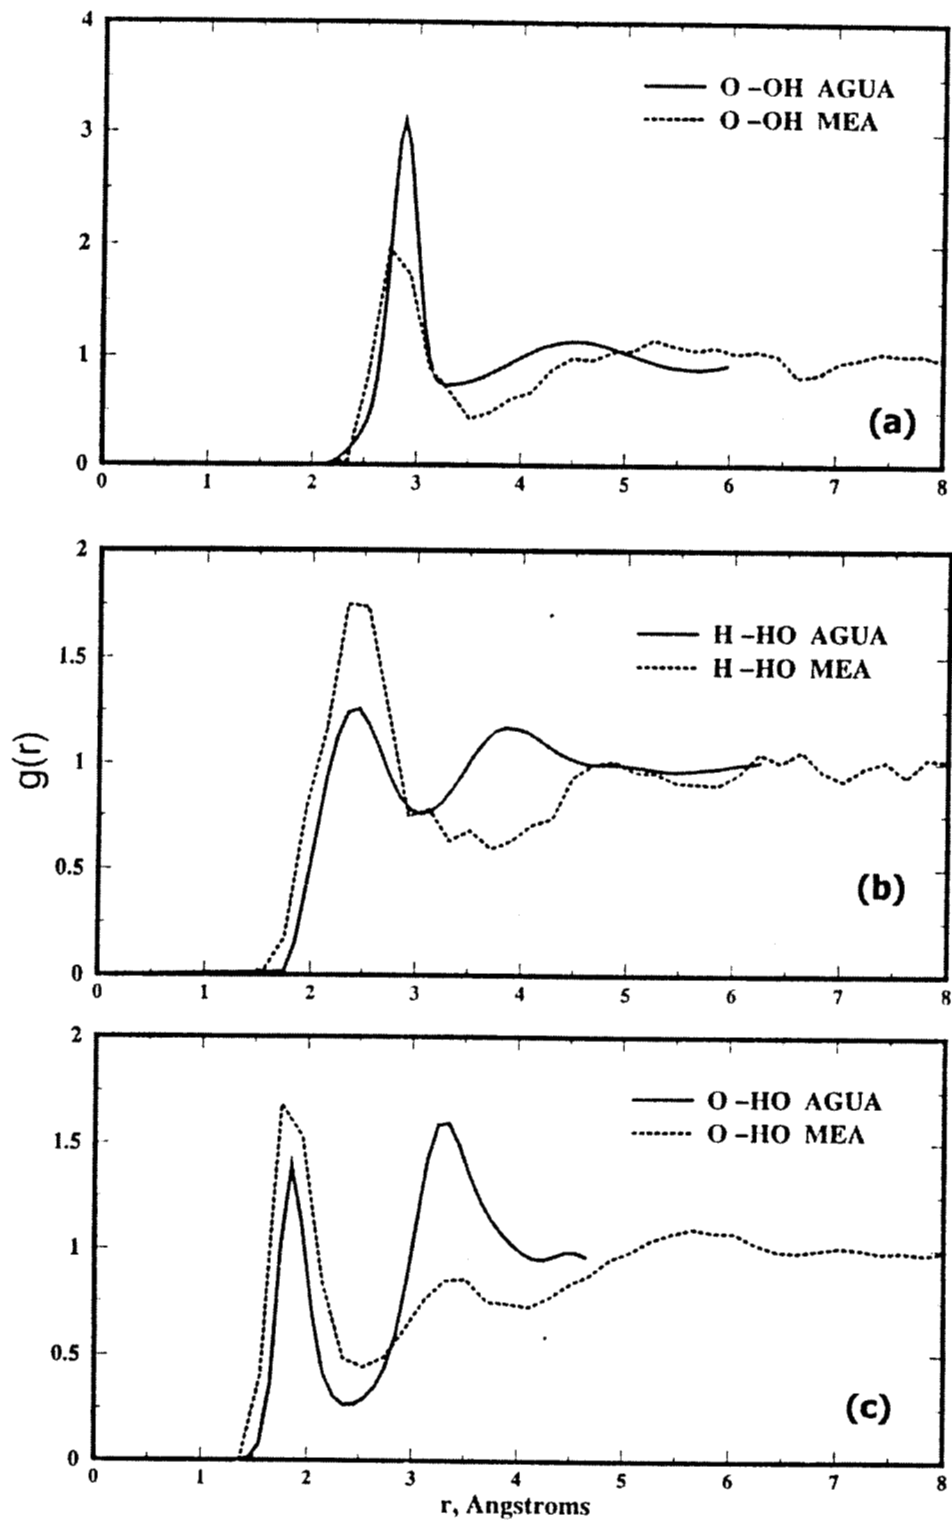 4
3
2
1
0
O –OH AGUA
O –OH MEA
(a)
0 1 2 3 4 5 6 7 8
2
1.5
1
0.5
0
g(r)
H –HO AGUA
H –HO MEA
(b)
0 1 2 3 4 5 6 7 8
2
1.5
1
0.5
0
O –HO AGUA
O –HO MEA
(c)
0 1 2 3 4 5 6 7 8
r, Angstroms